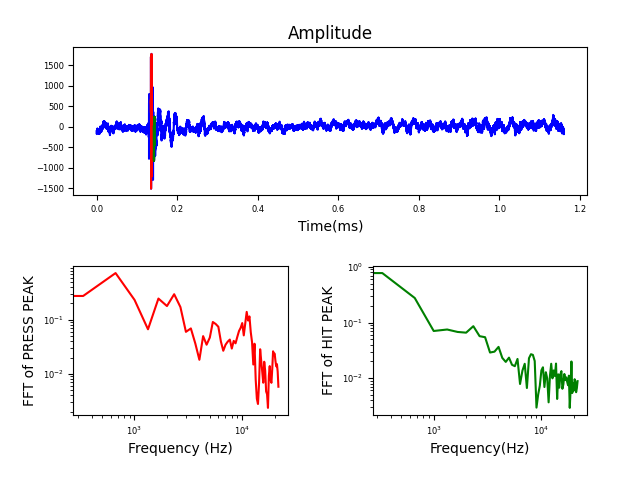 Amplitude
1500
1000
500
0
−500
−1000
−1500
0.0 0.2 0.4 0.6 0.8 1.0 1.2
Time(ms)
FFT of PRESS PEAK
10⁻¹
10⁻²
10³ 10⁴
Frequency (Hz)
FFT of HIT PEAK
10⁰
10⁻¹
10⁻²
10³ 10⁴
Frequency(Hz)